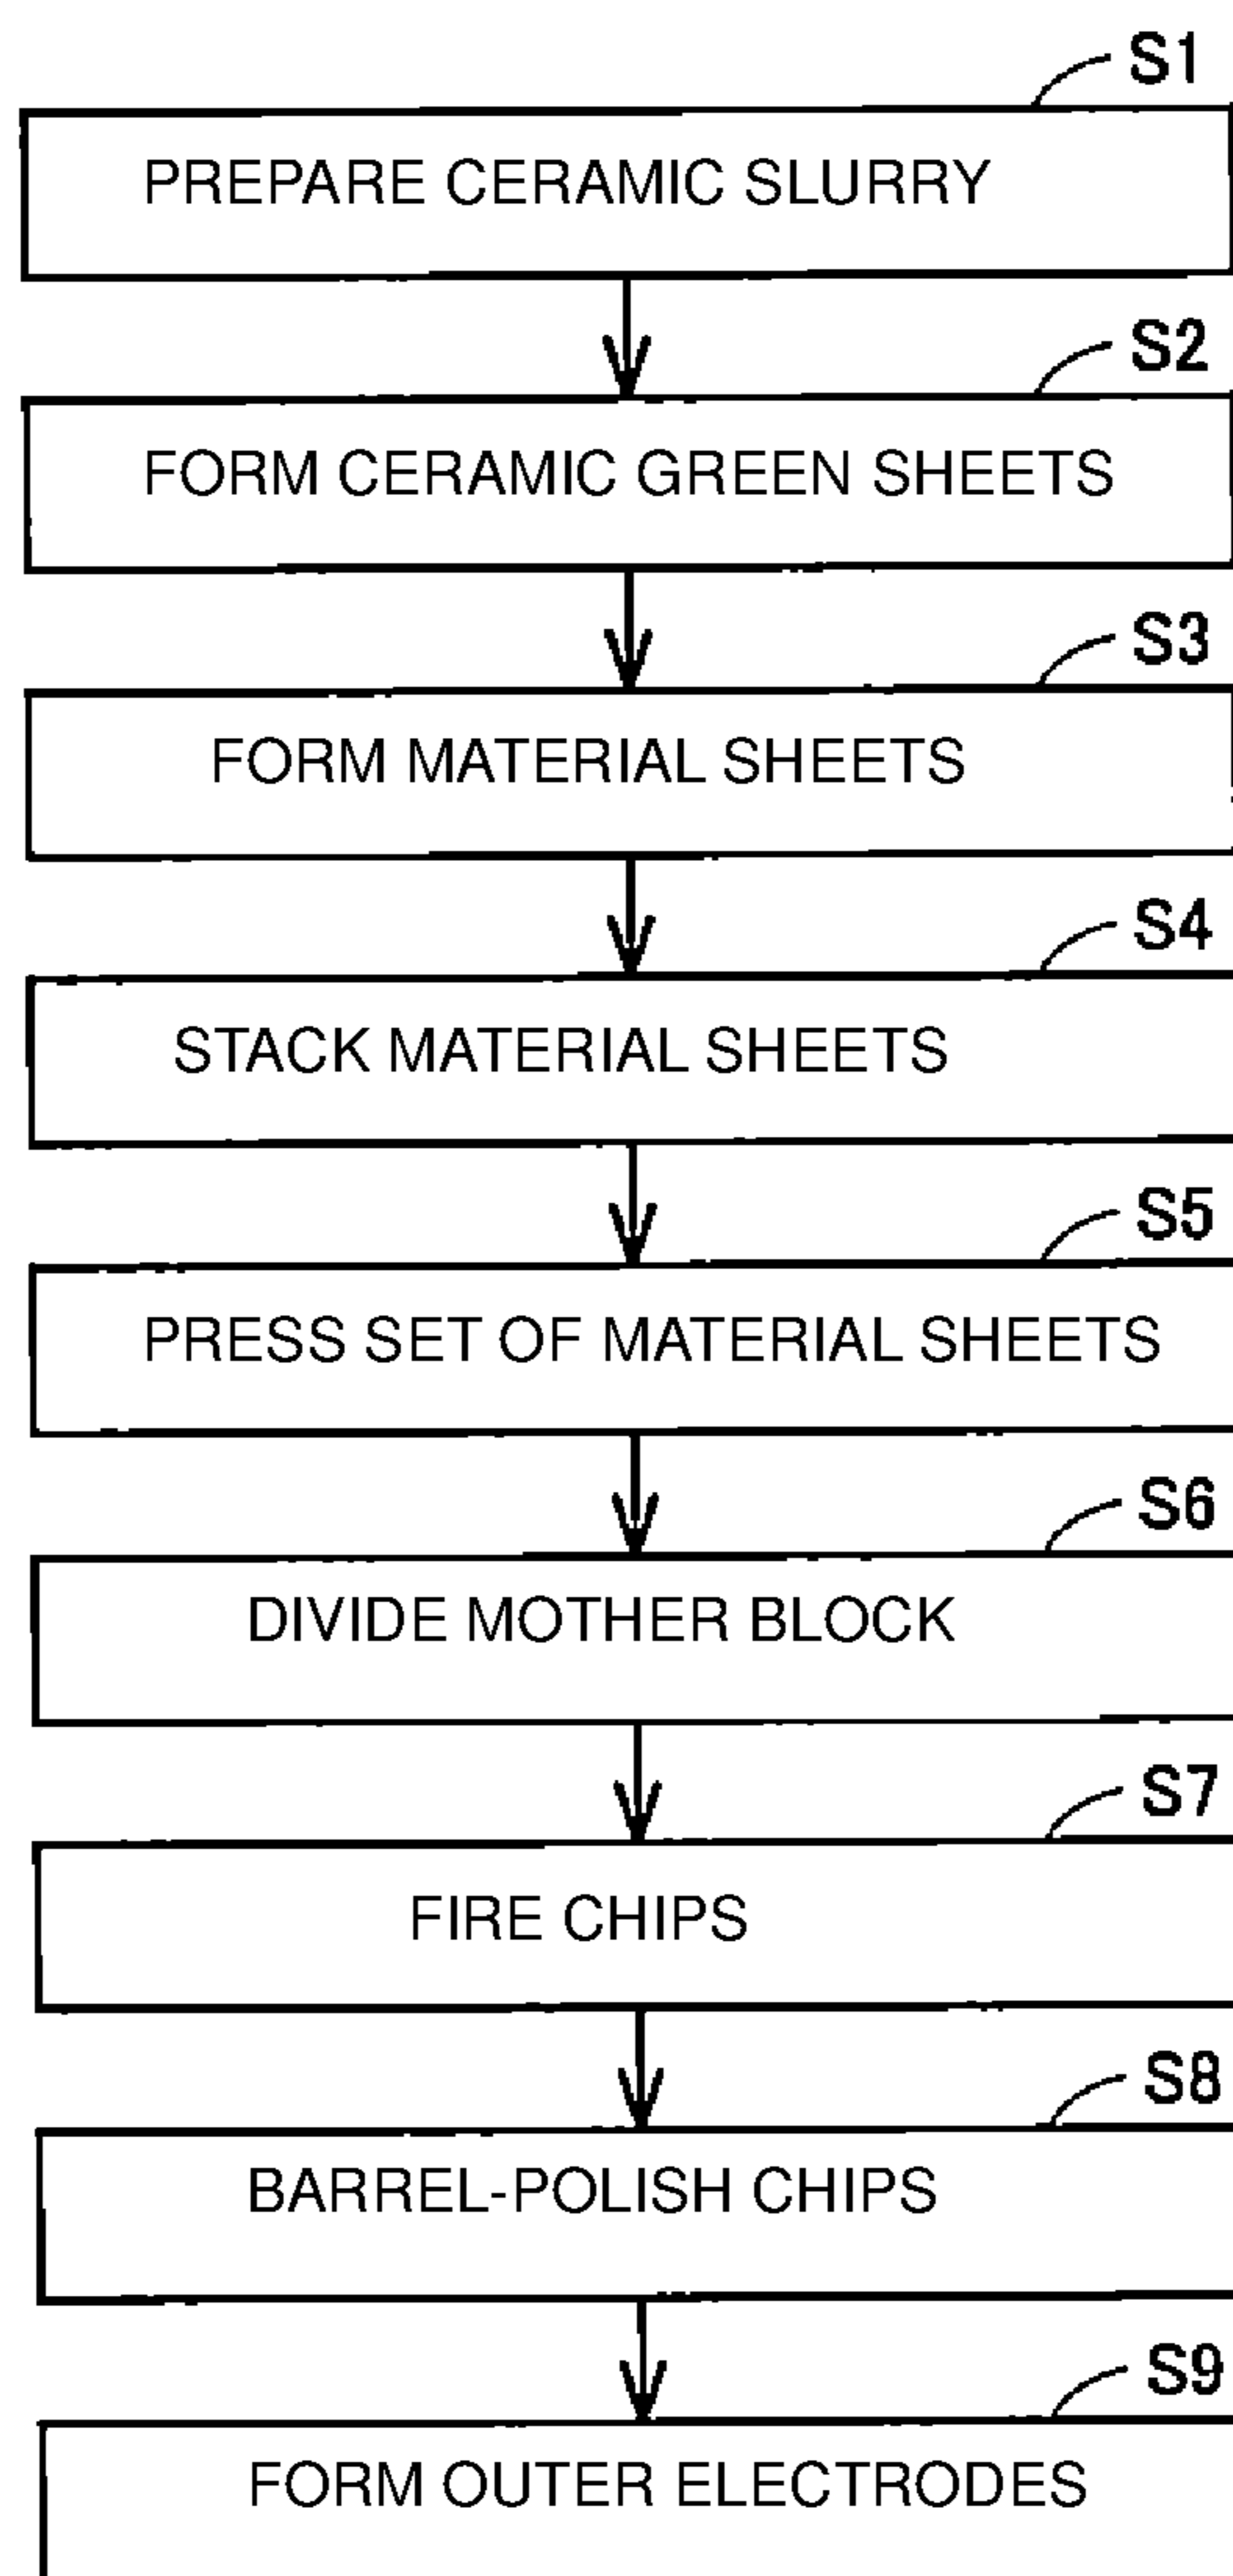 S1
PREPARE CERAMIC SLURRY
S2
FORM CERAMIC GREEN SHEETS
S3
FORM MATERIAL SHEETS
S4
STACK MATERIAL SHEETS
S5
PRESS SET OF MATERIAL SHEETS
S6
DIVIDE MOTHER BLOCK
S7
FIRE CHIPS
S8
BARREL-POLISH CHIPS
S9
FORM OUTER ELECTRODES